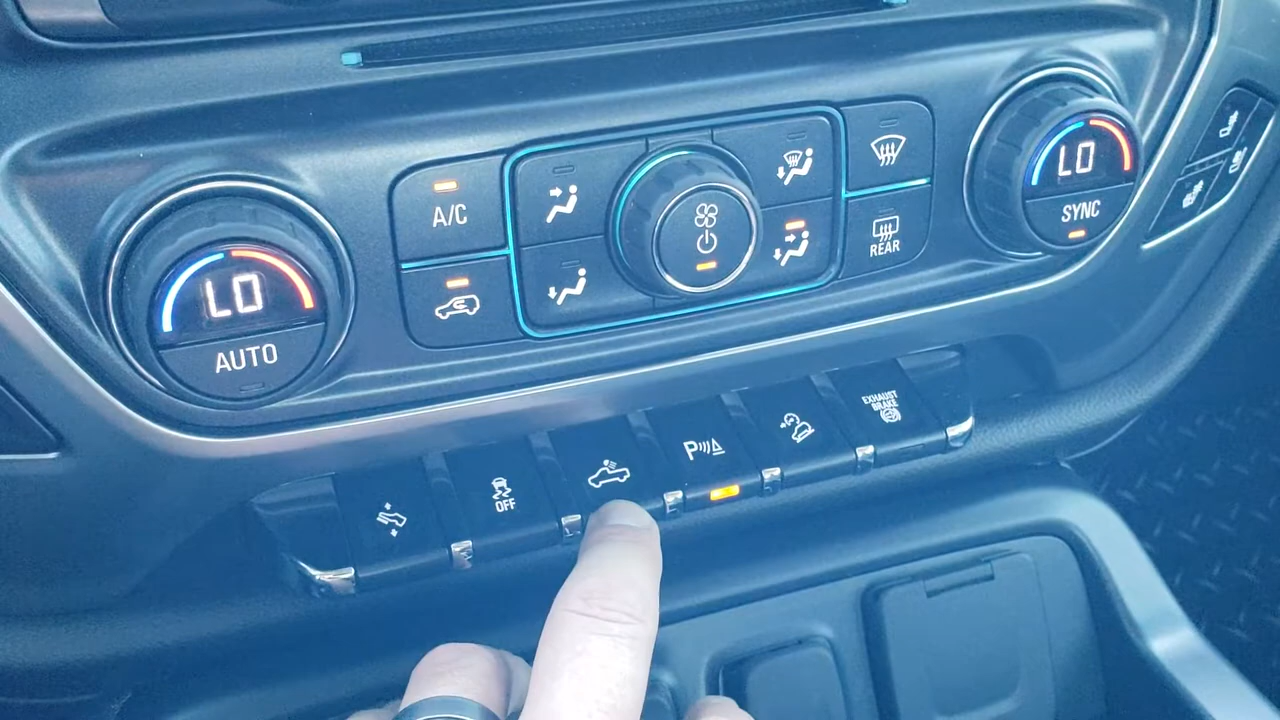 LO
AUTO
A/C
REAR
LO
SYNC
OFF
P
EXHAUST
BRAKE